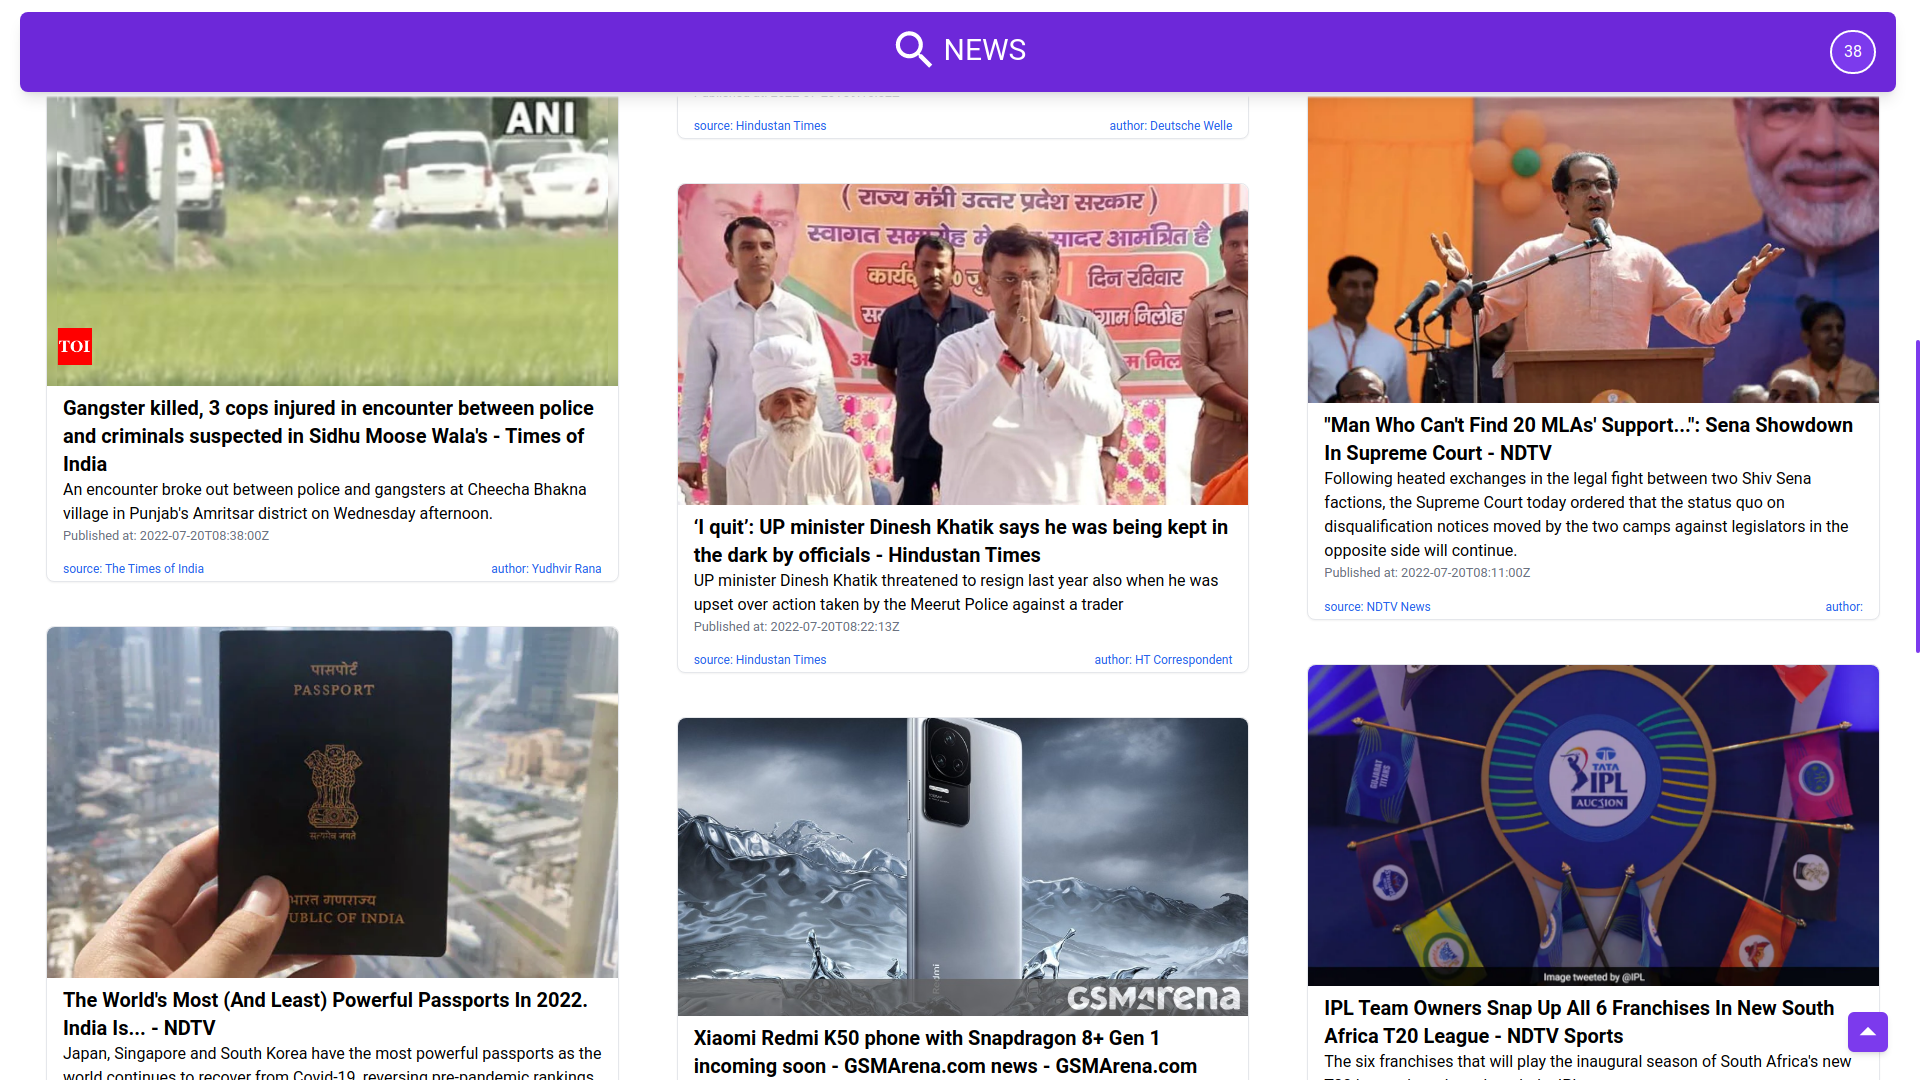 NEWS
38
ANI
TOI
Gangster killed, 3 cops injured in encounter between police
and criminals suspected in Sidhu Moose Wala's - Times of
India
An encounter broke out between police and gangsters at Cheecha Bhakna
village in Punjab's Amritsar district on Wednesday afternoon.
Published at: 2022-07-20T08:38:00Z
source: The Times of India
author: Yudhvir Rana
पासपोर्ट
PASSPORT
सत्यमेव जयते
भारत गणराज्य
UBLIC OF INDIA
The World's Most (And Least) Powerful Passports In 2022.
India Is... - NDTV
Japan, Singapore and South Korea have the most powerful passports as the
world continues to recover from Covid-19, reversing pre-pandemic rankings
source: Hindustan Times
author: Deutsche Welle
( राज्य मंत्री उत्तर प्रदेश सरकार )
स्वागत सादर आमंत्रित है
दिन रविवार
ग्राम
‘I quit’: UP minister Dinesh Khatik says he was being kept in
the dark by officials - Hindustan Times
UP minister Dinesh Khatik threatened to resign last year also when he was
upset over action taken by the Meerut Police against a trader
Published at: 2022-07-20T08:22:13Z
source: Hindustan Times
author: HT Correspondent
GSMArena
Xiaomi Redmi K50 phone with Snapdragon 8+ Gen 1
incoming soon - GSMArena.com news - GSMArena.com
"Man Who Can't Find 20 MLAs' Support...": Sena Showdown
In Supreme Court - NDTV
Following heated exchanges in the legal fight between two Shiv Sena
factions, the Supreme Court today ordered that the status quo on
disqualification notices moved by the two camps against legislators in the
opposite side will continue.
Published at: 2022-07-20T08:11:00Z
source: NDTV News
author:
TATA
IPL
AUCSION
GUJARAT TITANS
Image tweeted by @IPL
IPL Team Owners Snap Up All 6 Franchises In New South
Africa T20 League - NDTV Sports
The six franchises that will play the inaugural season of South Africa's new